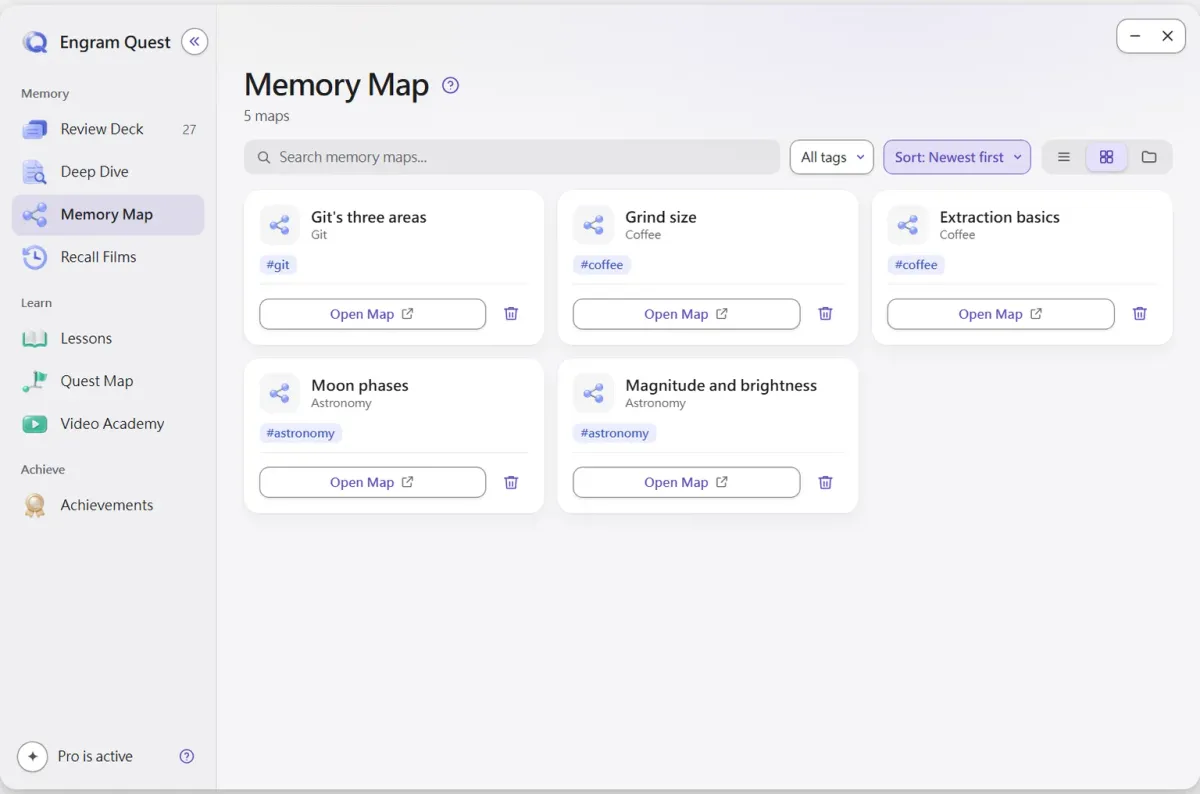 Engram Quest
Memory
Review Deck 27
Deep Dive
Memory Map
Recall Films
Learn
Lessons
Quest Map
Video Academy
Achieve
Achievements
Pro is active
Memory Map
5 maps
Search memory maps...
All tags
Sort: Newest first
Git's three areas
Git
#git
Open Map
Grind size
Coffee
#coffee
Open Map
Extraction basics
Coffee
#coffee
Open Map
Moon phases
Astronomy
#astronomy
Open Map
Magnitude and brightness
Astronomy
#astronomy
Open Map